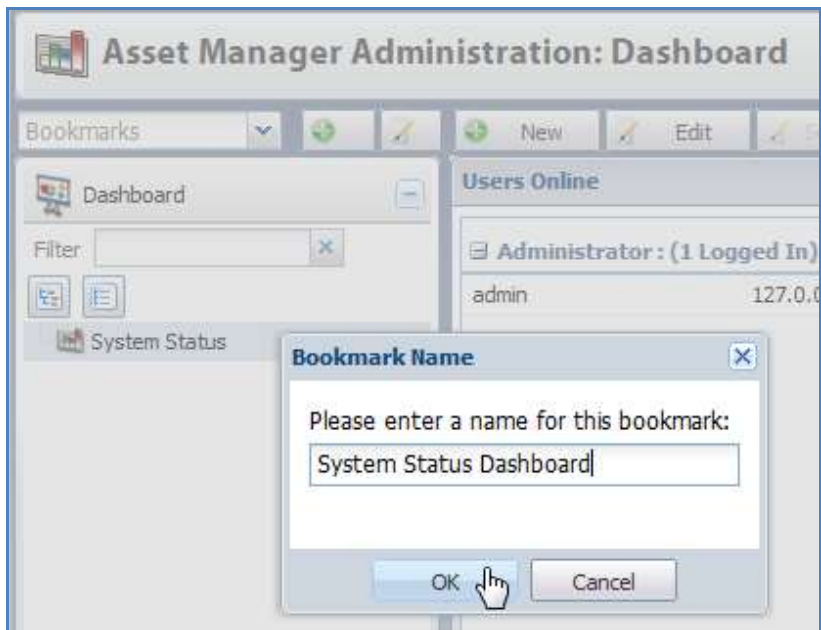 Asset Manager Administration: Dashboard
Bookmarks New Edit
Dashboard
Users Online
Filter
Administrator : (1 Logged In)
admin 127.0.
System Status
Bookmark Name
Please enter a name for this bookmark:
System Status Dashboard
OK Cancel